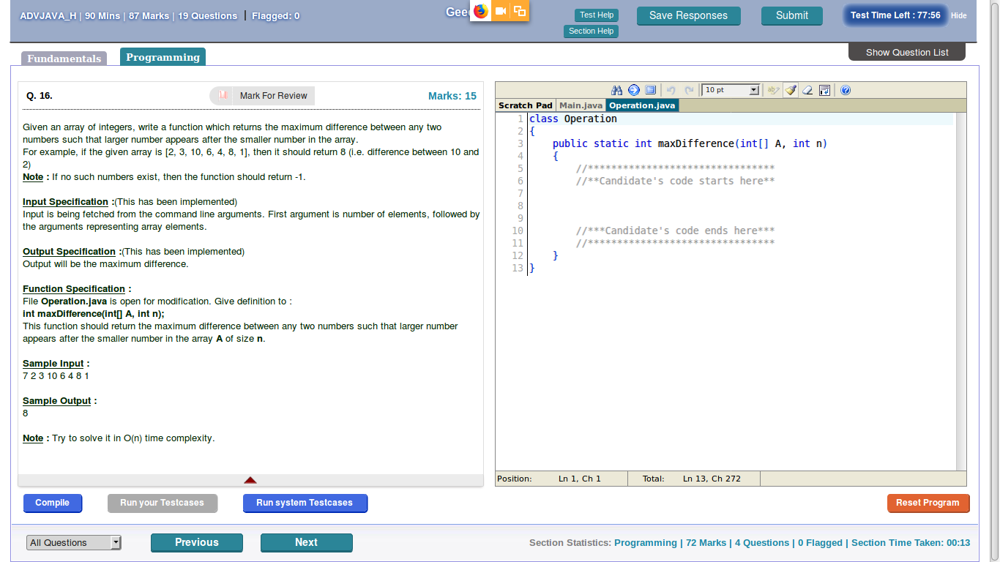 ADVJAVA_H | 90 Mins | 87 Marks | 19 Questions | Flagged: 0
Test Help
Section Help
Save Responses
Submit
Test Time Left : 77:56
Hide
Fundamentals
Programming
Show Question List
Q. 16.
Mark For Review
Marks: 15
Given an array of integers, write a function which returns the maximum difference between any two
numbers such that larger number appears after the smaller number in the array.
For example, if the given array is [2, 3, 10, 6, 4, 8, 1], then it should return 8 (i.e. difference between 10 and
2)
Note : If no such numbers exist, then the function should return -1.
Input Specification :(This has been implemented)
Input is being fetched from the command line arguments. First argument is number of elements, followed by
the arguments representing array elements.
Output Specification :(This has been implemented)
Output will be the maximum difference.
Function Specification :
File Operation.java is open for modification. Give definition to :
int maxDifference(int[] A, int n);
This function should return the maximum difference between any two numbers such that larger number
appears after the smaller number in the array A of size n.
Sample Input :
7 2 3 10 6 4 8 1
Sample Output :
8
Note : Try to solve it in O(n) time complexity.
10 pt
Scratch Pad
Main.java
Operation.java
1 class Operation
2 {
3 public static int maxDifference(int[] A, int n)
4 {
5 //********************************
6 //**Candidate's code starts here**
7
8
9
10 //***Candidate's code ends here***
11 //********************************
12 }
13 }
Position: Ln 1, Ch 1 Total: Ln 13, Ch 272
Compile
Run your Testcases
Run system Testcases
Reset Program
All Questions
Previous
Next
Section Statistics: Programming | 72 Marks | 4 Questions | 0 Flagged | Section Time Taken: 00:13